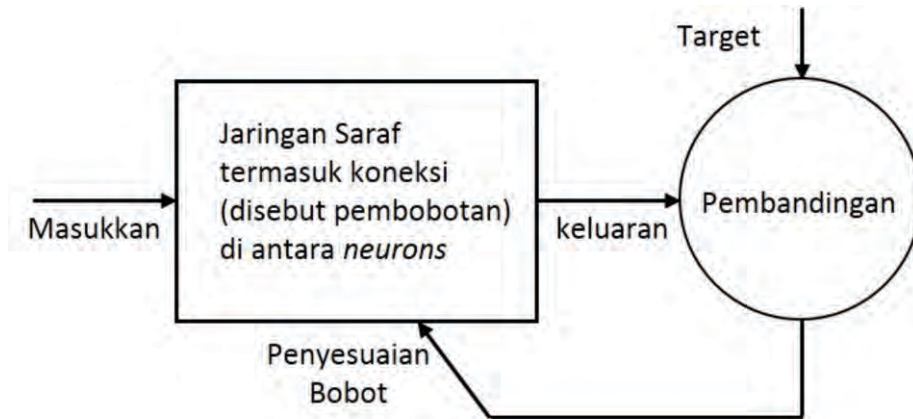 Target
Jaringan Saraf
termasuk koneksi
(disebut pembobotan)
di antara neurons
Masukkan
keluaran
Pembandingan
Penyesuaian
Bobot